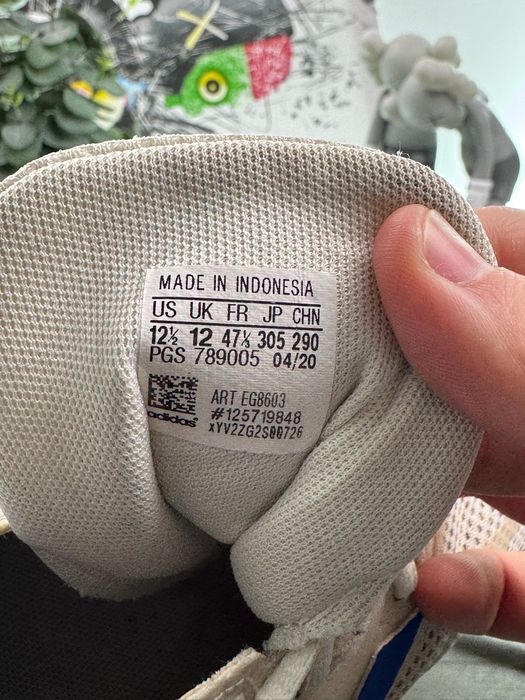 MADE IN INDONESIA
US UK FR JP CHN
12½ 12 47⅓ 305 290
PGS 789005 04/20
ART EG8603
#125719848
adidas xYV2ZG2S00726